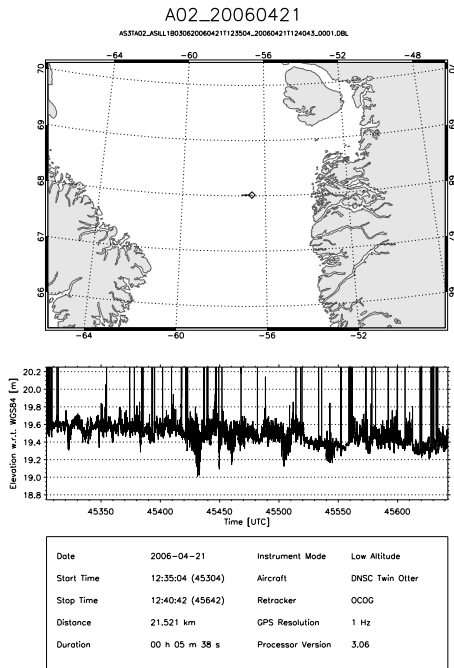 A02_20060421
AS3TA02_ASILL1B030620060421T123504_20060421T124043_0001.DBL
-64 -60 -57 -53 -50 -48
70 70
69 69
68 68
67 67
66 66
-64 -60 -56 -52
Elevation w.r.t. WGS84 [m]
20.2
20.0
19.8
19.6
19.4
19.2
19.0
18.8
45350 45400 45450 45500 45550 45600
Time [UTC]
Date 2006-04-21 Instrument Mode Low Altitude
Start Time 12:35:04 (45304) Aircraft DNSC Twin Otter
Stop Time 12:40:42 (45642) Retracker OCOG
Distance 21.521 km GPS Resolution 1 Hz
Duration 00 h 05 m 38 s Processor Version 3.06